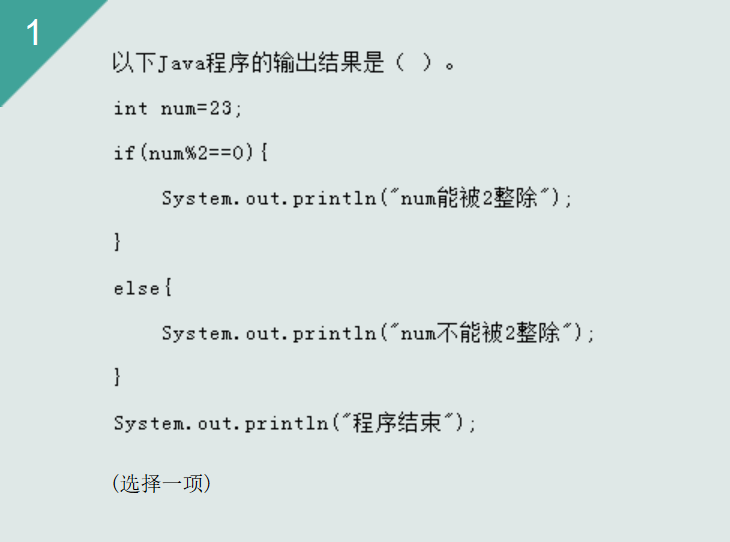 1
以下Java程序的输出结果是（ ）。
int num=23;
if(num%2==0){
    System.out.println("num能被2整除");
}
else{
    System.out.println("num不能被2整除");
}
System.out.println("程序结束");
(选择一项)